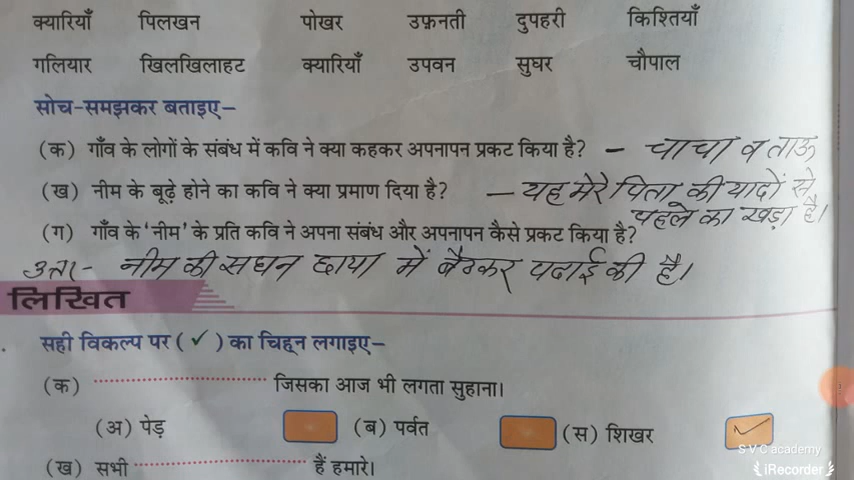 क्यारियाँ पिलखन पोखर उफ़नती दुपहरी किश्तियाँ
गलियार खिलखिलाहट क्यारियाँ उपवन सुघर चौपाल
सोच-समझकर बताइए–
(क) गाँव के लोगों के संबंध में कवि ने क्या कहकर अपनापन प्रकट किया है? – चाचा व ताऊ
(ख) नीम के बूढ़े होने का कवि ने क्या प्रमाण दिया है? – यह मेरे पिता की यादों से
पहले का खड़ा है।
(ग) गाँव के 'नीम' के प्रति कवि ने अपना संबंध और अपनापन कैसे प्रकट किया है?
उत्तर- नीम की सघन छाया में बैठकर पढाई की है।
लिखित
सही विकल्प पर (✓) का चिह्न लगाइए–
(क) .............................. जिसका आज भी लगता सुहाना।
(अ) पेड़ (ब) पर्वत (स) शिखर ✓
(ख) सभी .............................. हैं हमारे।
S V C academy
iRecorder